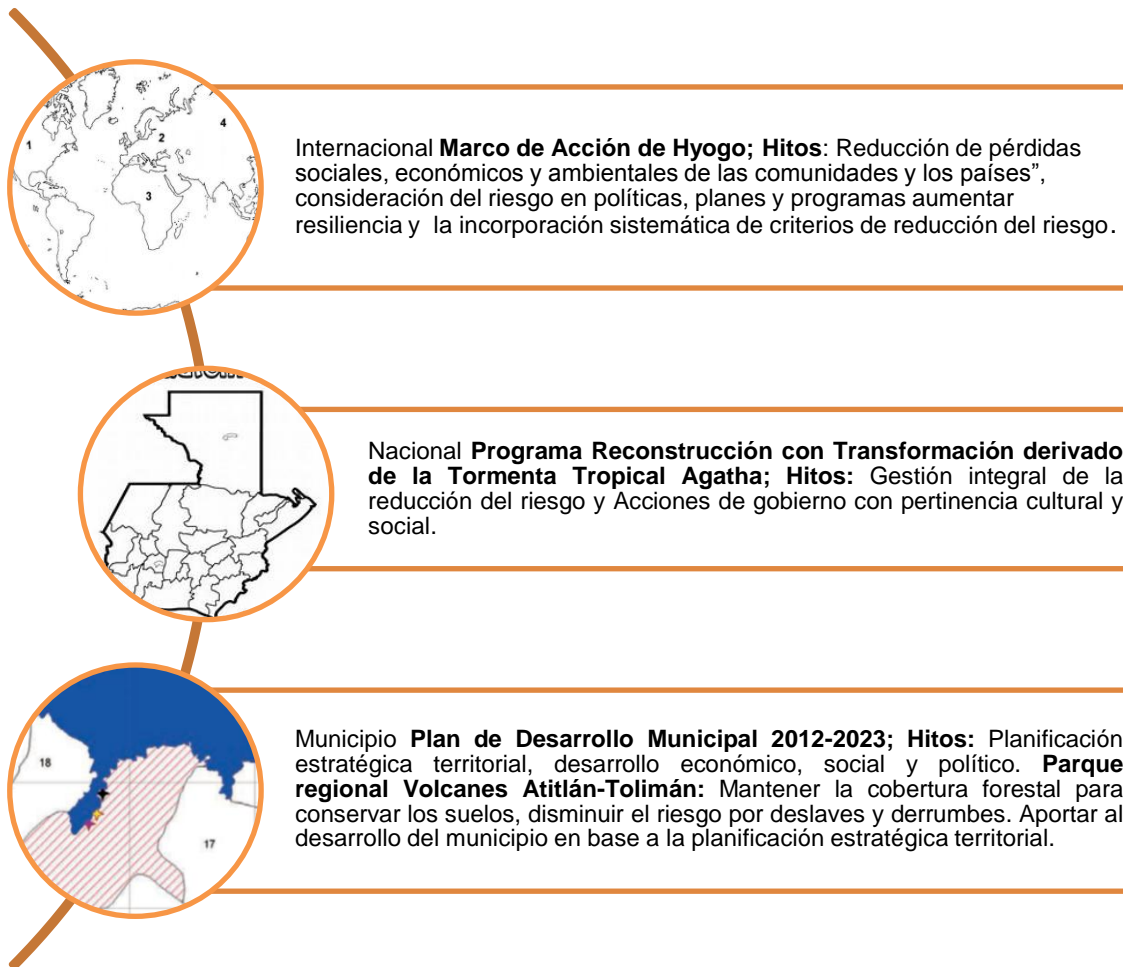 1
2
4
3
Internacional Marco de Acción de Hyogo; Hitos: Reducción de pérdidas
sociales, económicos y ambientales de las comunidades y los países”,
consideración del riesgo en políticas, planes y programas aumentar
resiliencia y la incorporación sistemática de criterios de reducción del riesgo.
Nacional Programa Reconstrucción con Transformación derivado
de la Tormenta Tropical Agatha; Hitos: Gestión integral de la
reducción del riesgo y Acciones de gobierno con pertinencia cultural y
social.
18
17
Municipio Plan de Desarrollo Municipal 2012-2023; Hitos: Planificación
estratégica territorial, desarrollo económico, social y político. Parque
regional Volcanes Atitlán-Tolimán: Mantener la cobertura forestal para
conservar los suelos, disminuir el riesgo por deslaves y derrumbes. Aportar al
desarrollo del municipio en base a la planificación estratégica territorial.